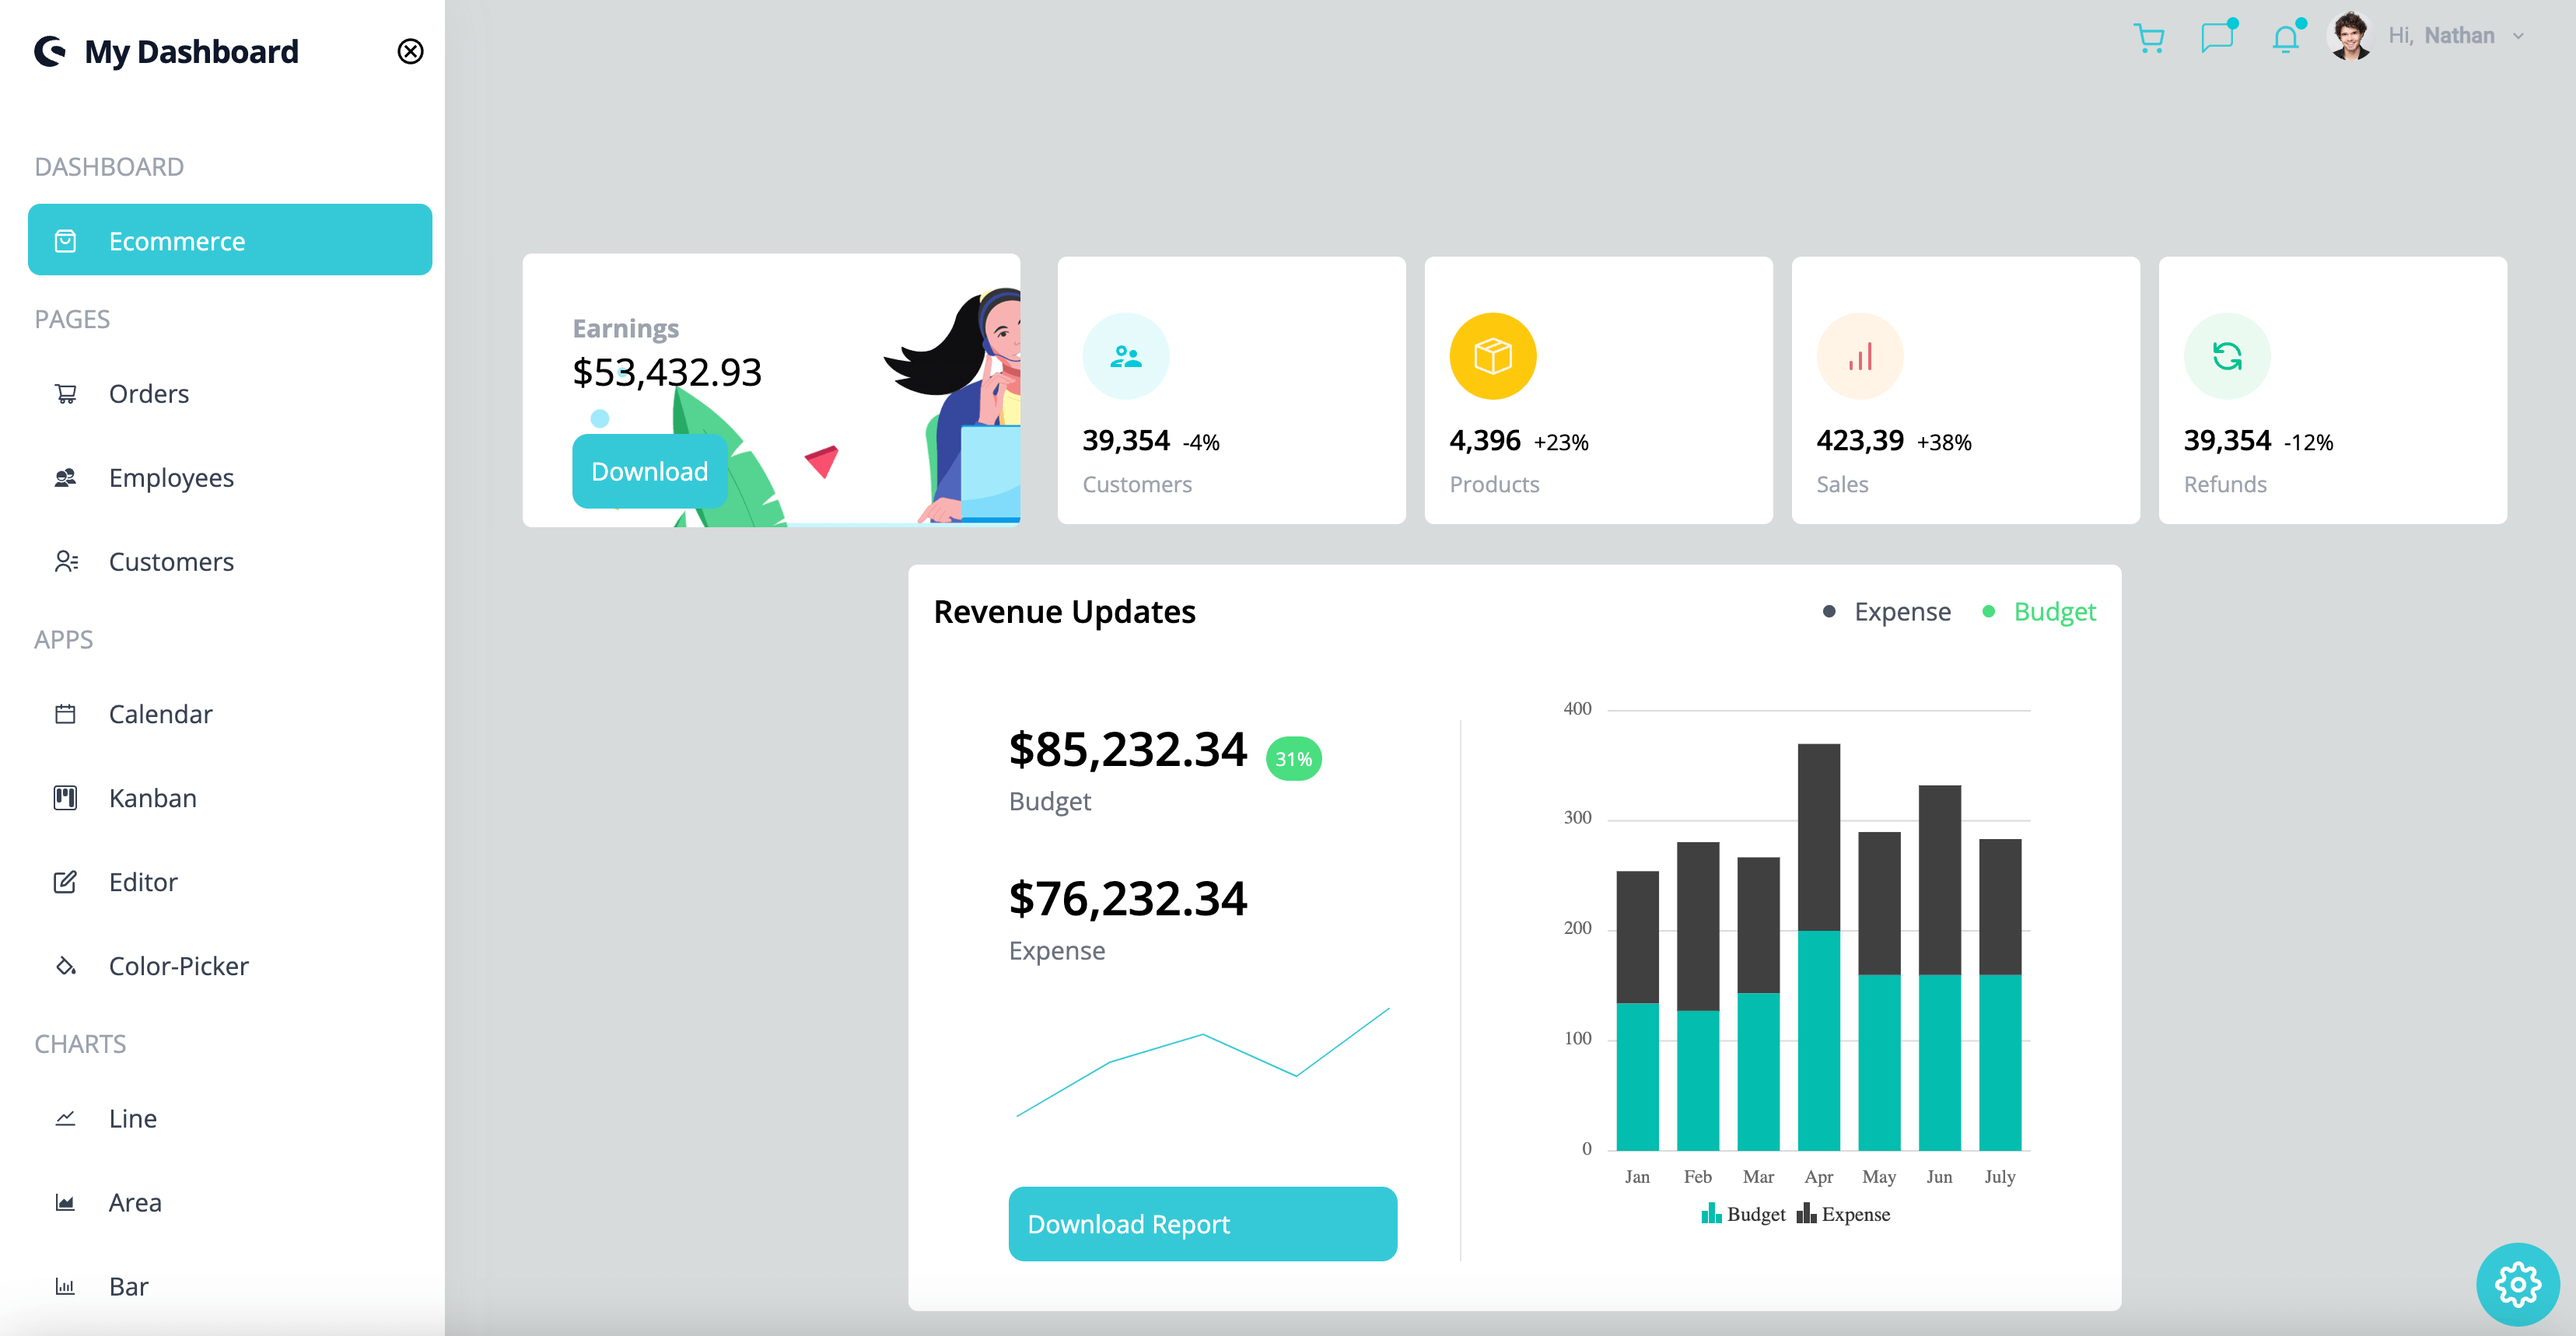 My Dashboard
Hi, Nathan
DASHBOARD
Ecommerce
PAGES
Orders
Employees
Customers
APPS
Calendar
Kanban
Editor
Color-Picker
CHARTS
Line
Area
Bar
Earnings
$53,432.93
Download
39,354 -4%
Customers
4,396 +23%
Products
423,39 +38%
Sales
39,354 -12%
Refunds
Revenue Updates
Expense Budget
$85,232.34 31%
Budget
$76,232.34
Expense
Download Report
400
300
200
100
0
Jan Feb Mar Apr May Jun July
Budget Expense